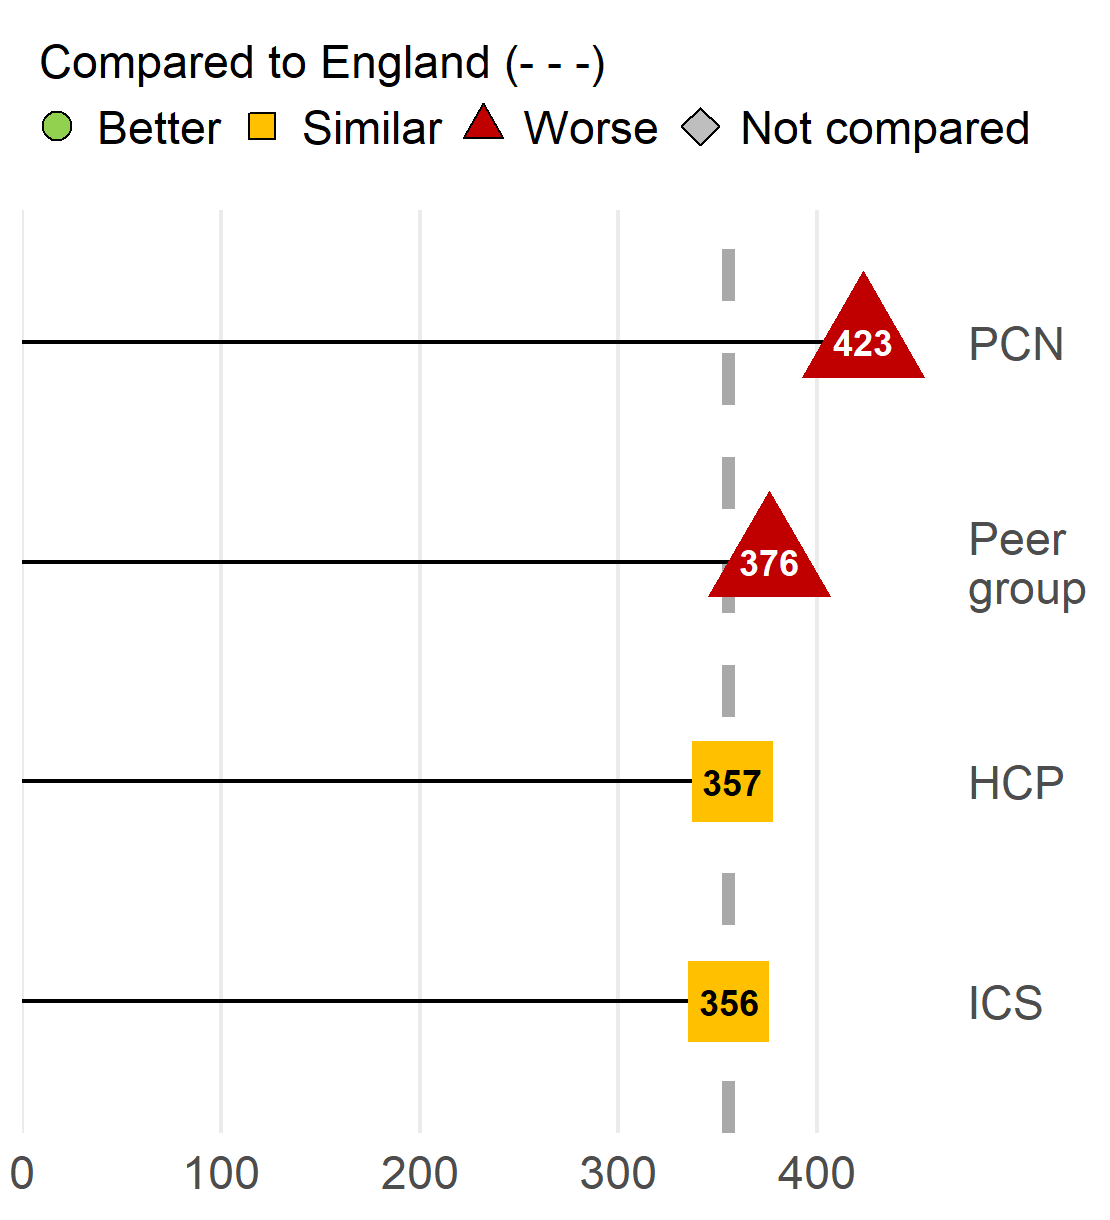 Compared to England (- - -)
Better Similar Worse Not compared
423 PCN
376 Peer
group
357 HCP
356 ICS
0 100 200 300 400